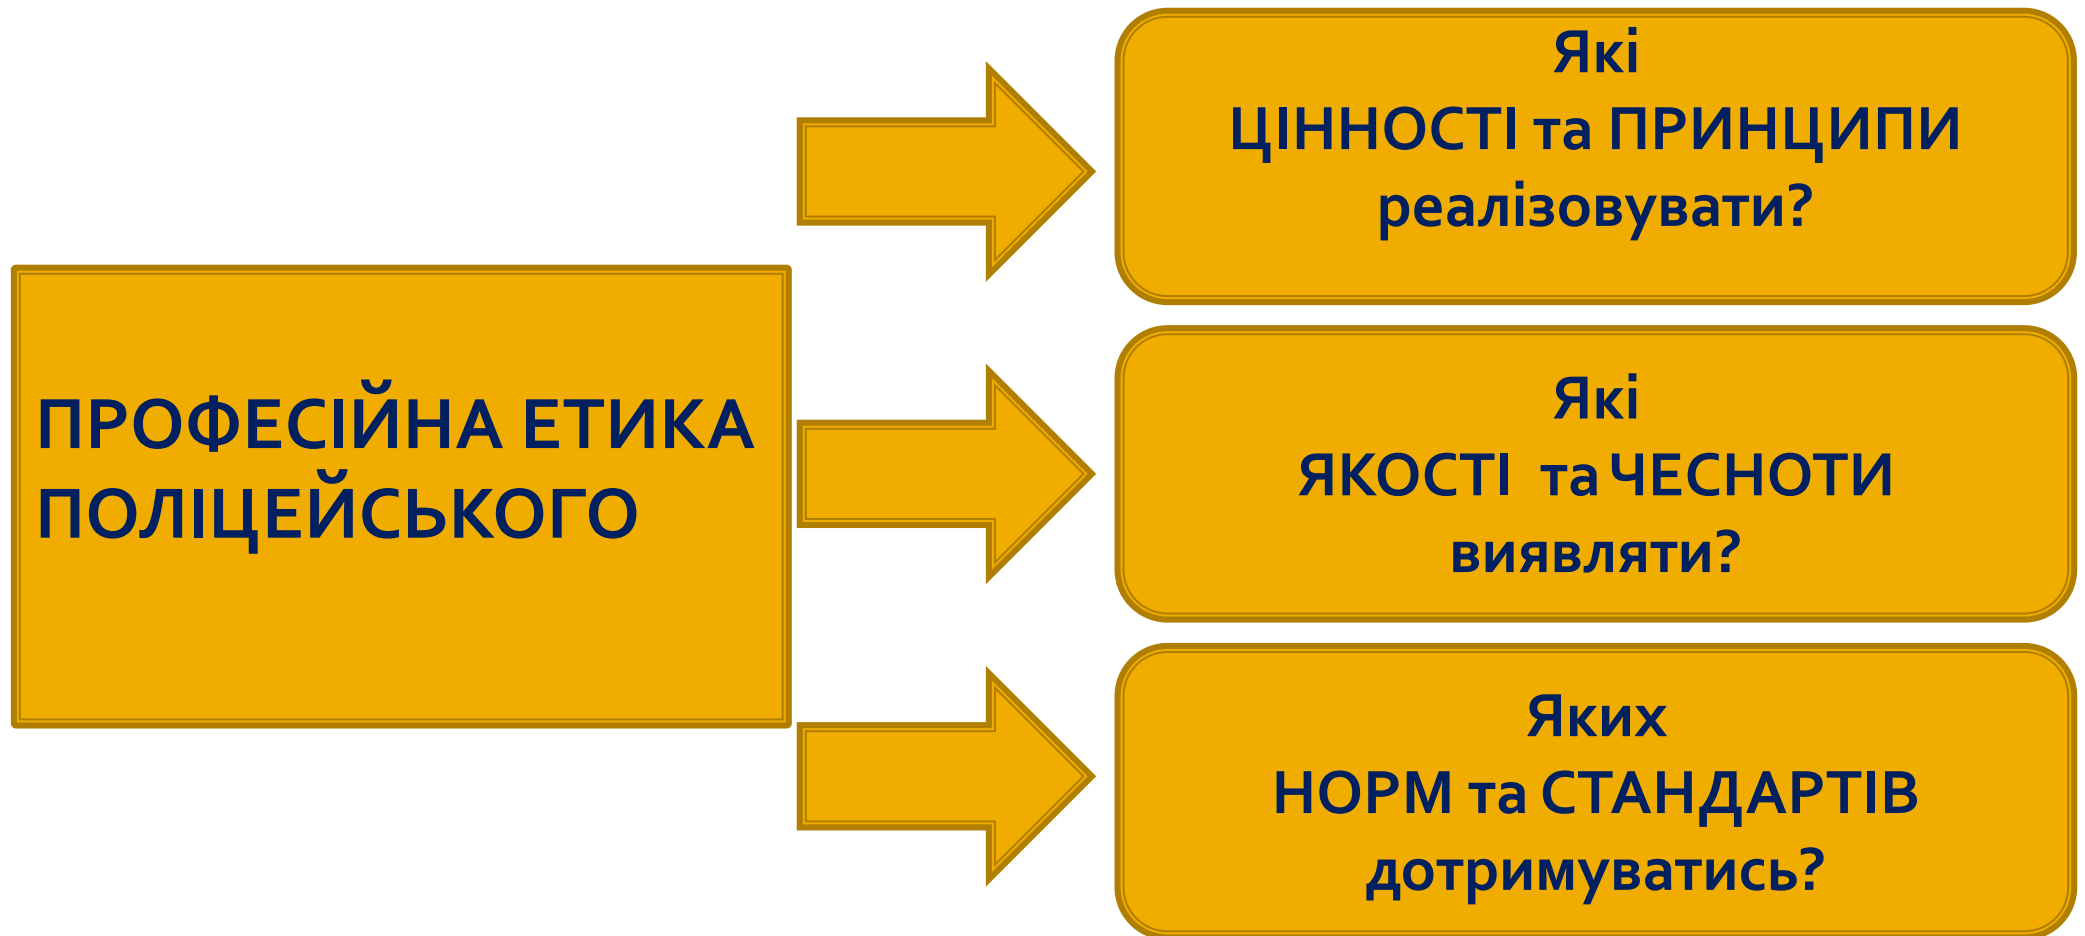 ПРОФЕСІЙНА ЕТИКА
ПОЛІЦЕЙСЬКОГО
Які
ЦІННОСТІ та ПРИНЦИПИ
реалізовувати?
Які
ЯКОСТІ та ЧЕСНОТИ
виявляти?
Яких
НОРМ та СТАНДАРТІВ
дотримуватись?